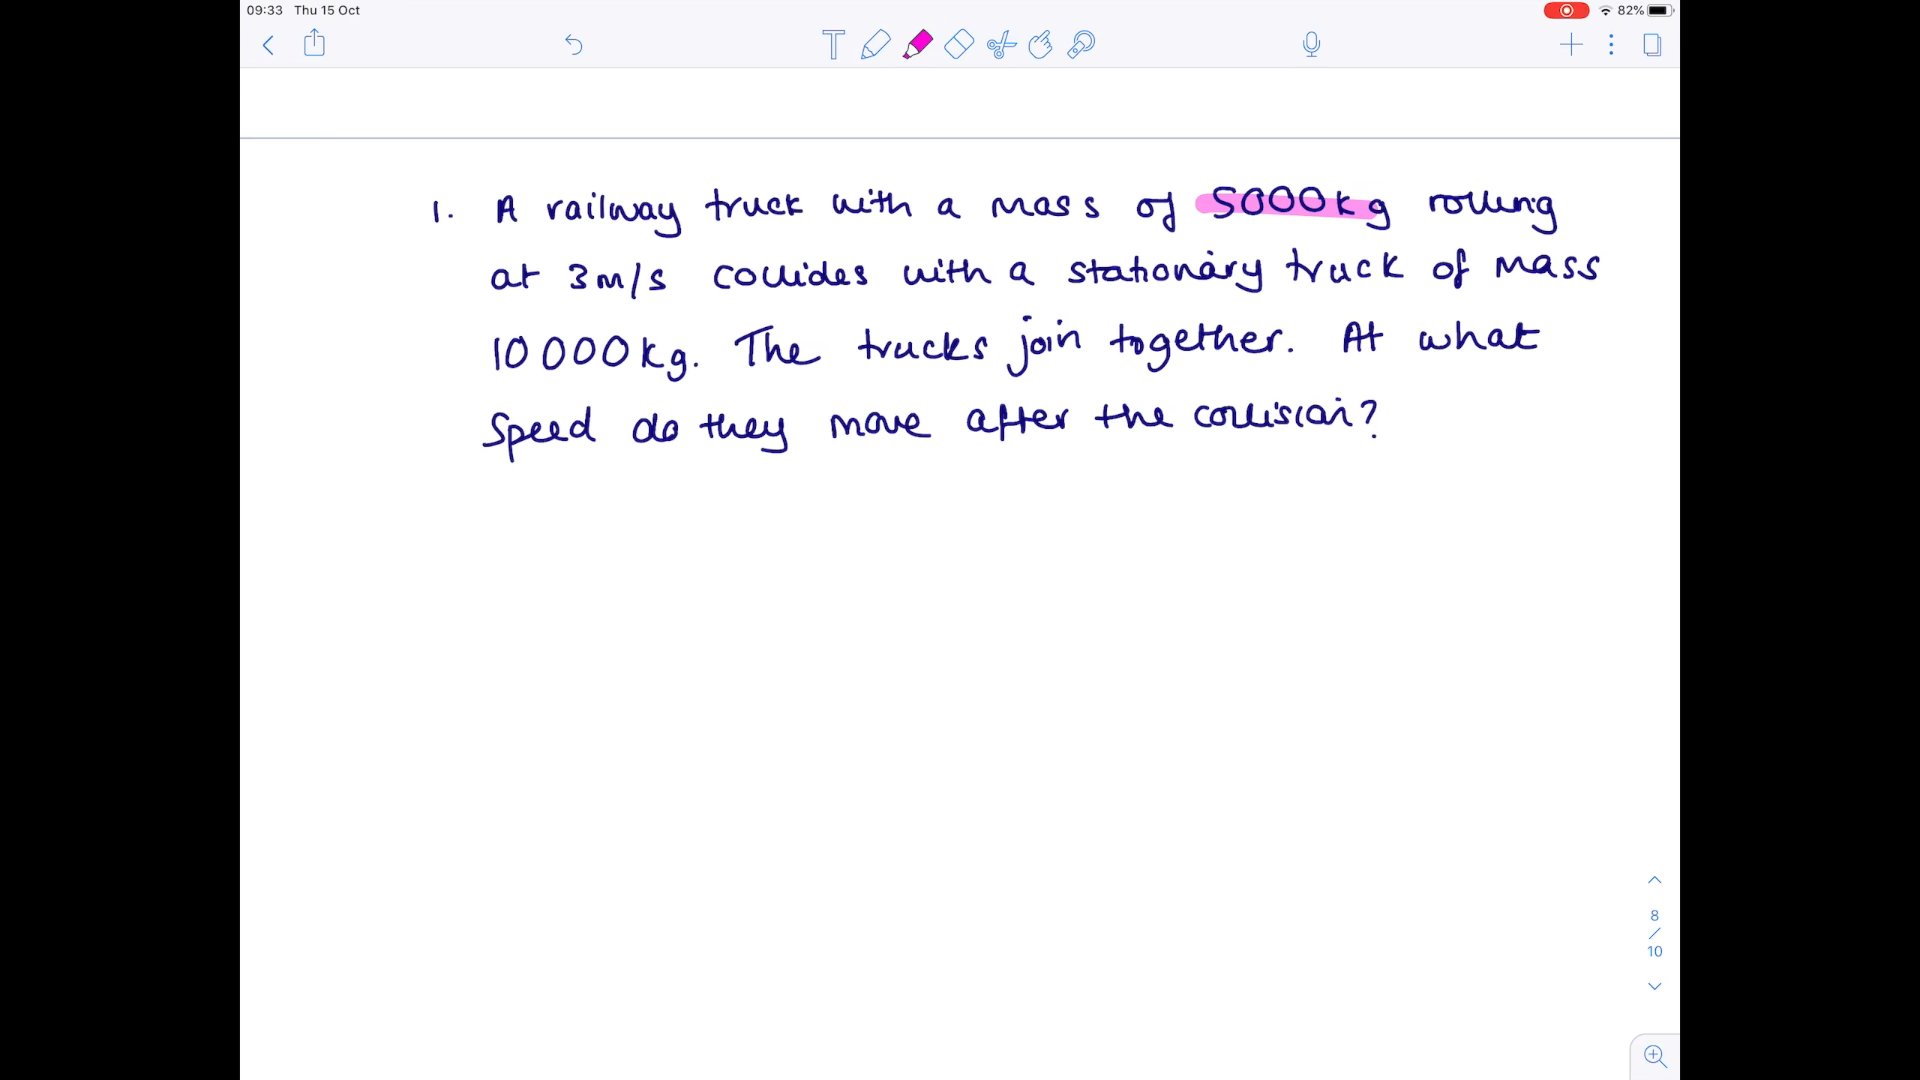 09:33 Thu 15 Oct
82%
T
1. A railway truck with a mass of 5000kg rolling
at 3m/s collides with a stationary truck of mass
10 000kg. The trucks join together. At what
speed do they move after the collision?
8
/
10